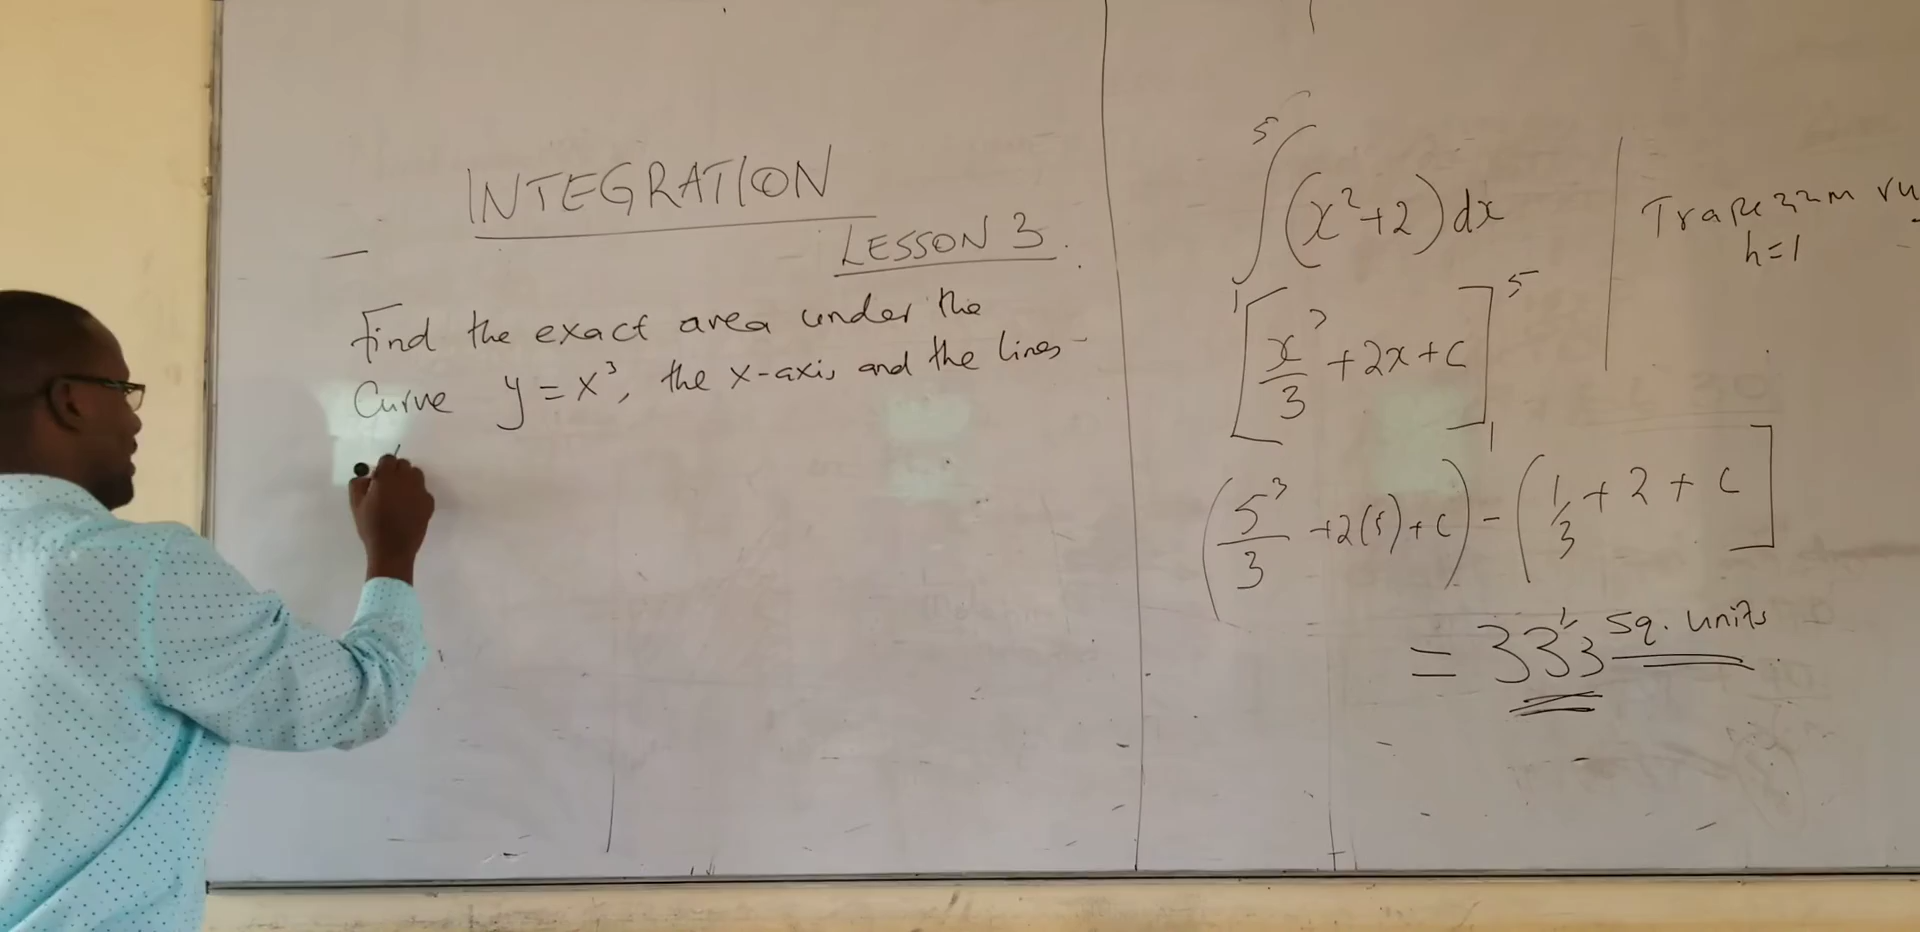 INTEGRATION
LESSON 3
Find the exact area under the
Curve y = x³, the x-axis and the lines
∫₁⁵ (x²+2) dx
[x³/3 + 2x + c]₁⁵
(5³/3 + 2(5) + c) - (1/3 + 2 + c]
= 33⅓ sq. units
h=1